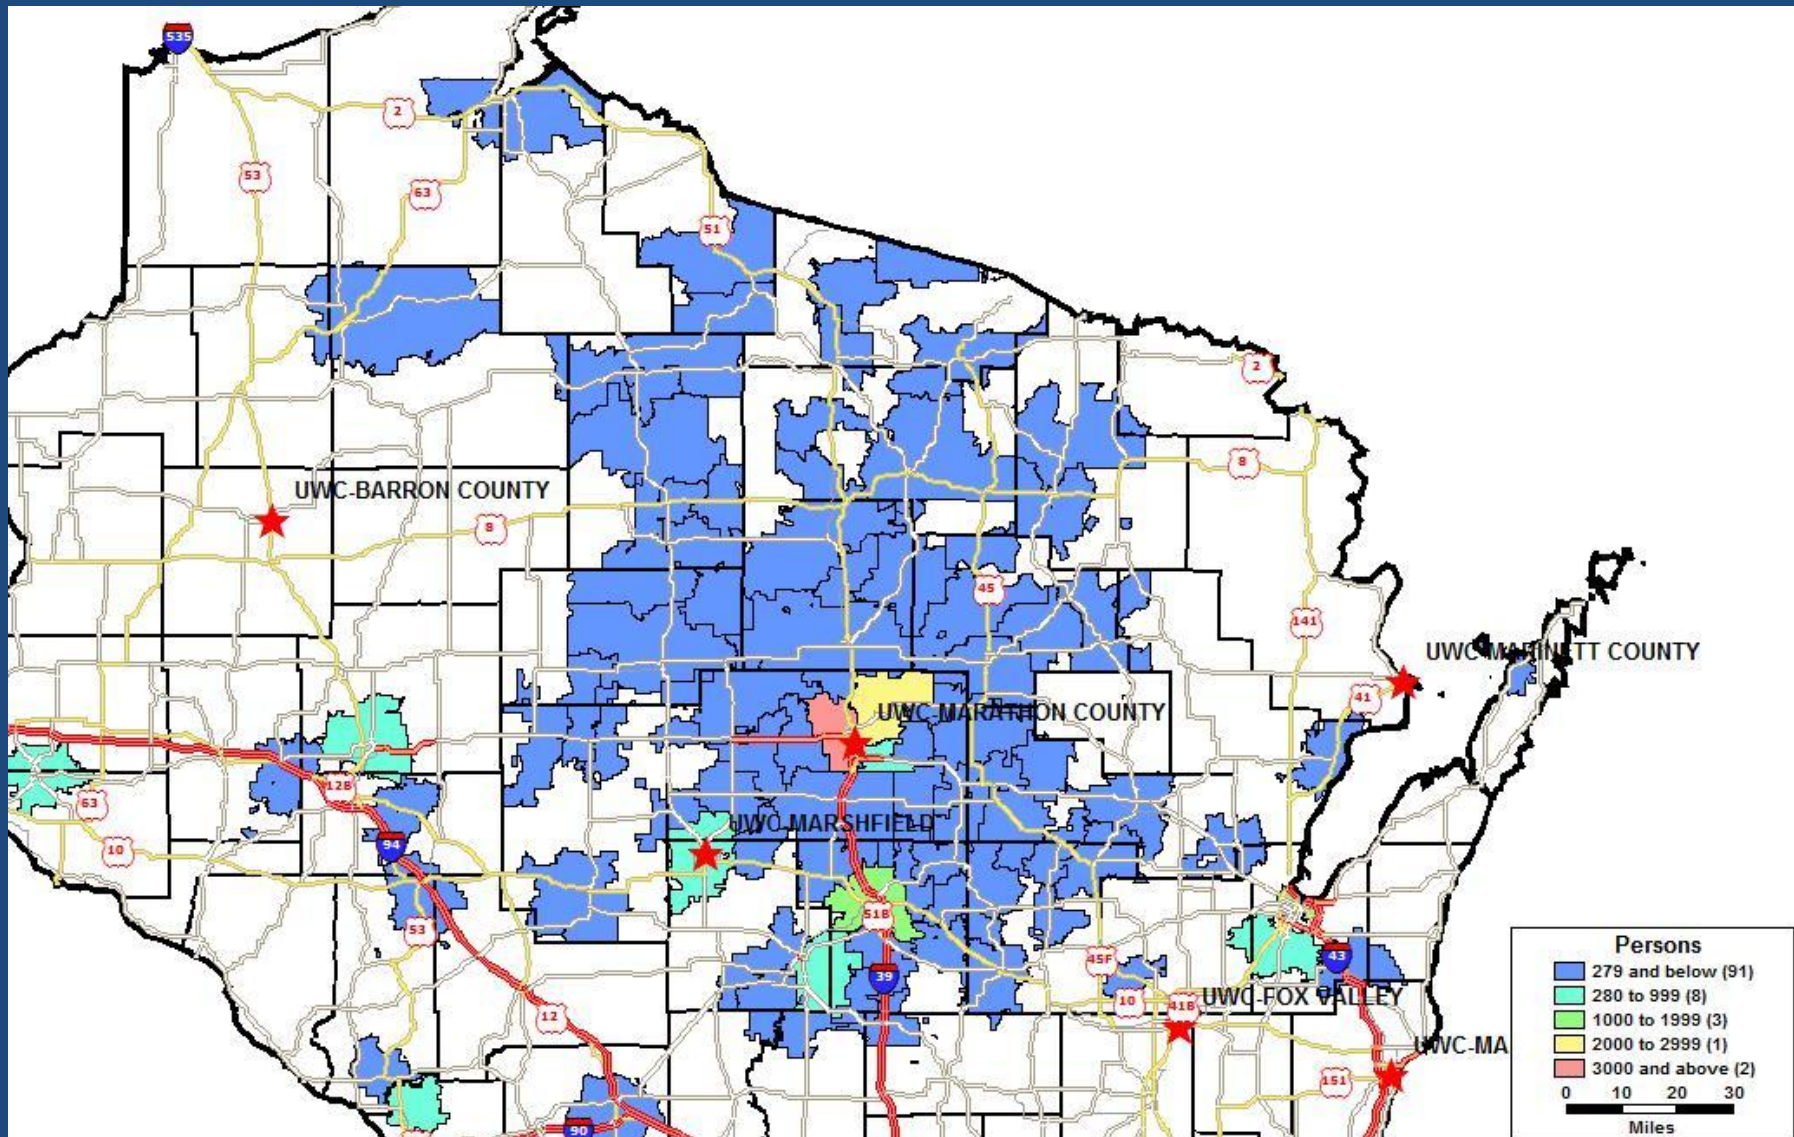 535
2
53
63
51
2
UWC-BARRON COUNTY
8
8
45
141
UWC-MARINETT COUNTY
41
UWC-MARATHON COUNTY
12B
63
10
94
UWC-MARSHFIELD
51B
53
45F
43
39
10
41B
UWC-FOX VALLEY
12
UWC-MA
151
90
Persons
279 and below (91)
280 to 999 (8)
1000 to 1999 (3)
2000 to 2999 (1)
3000 and above (2)
0 10 20 30
Miles